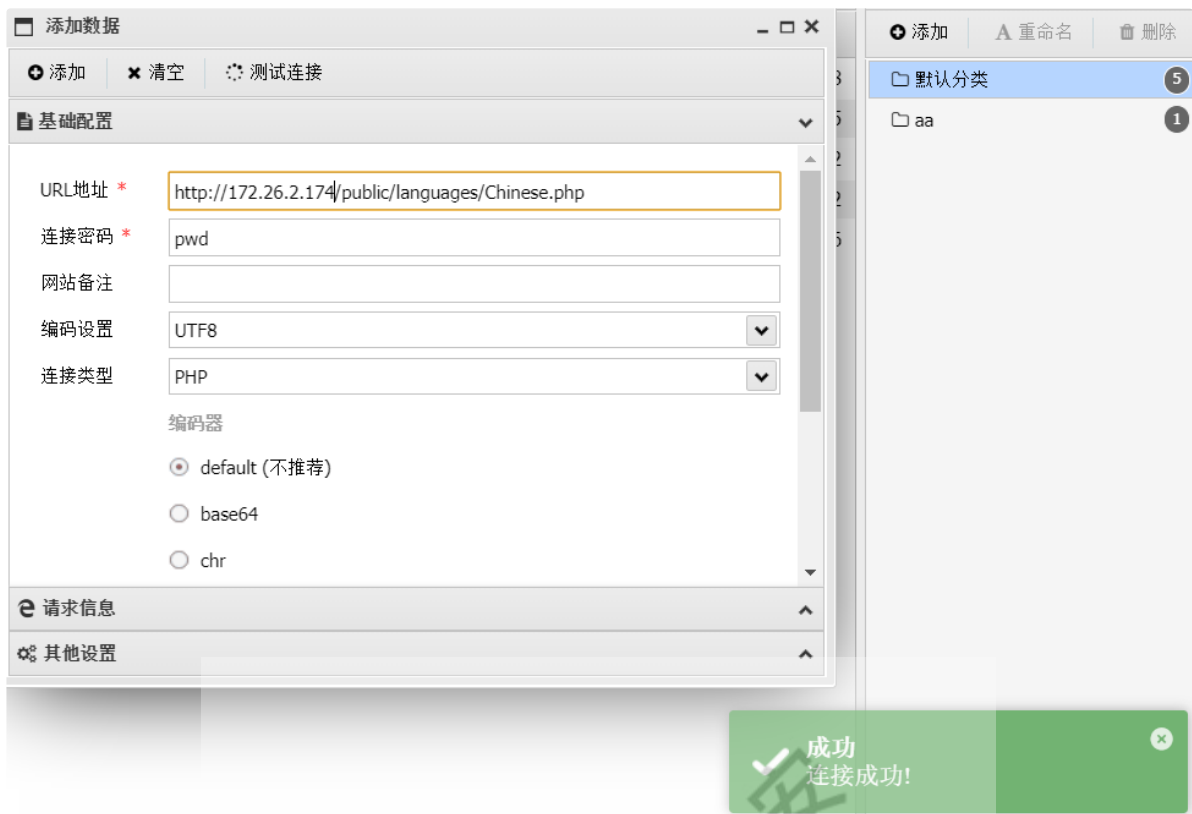 添加数据
添加 清空 测试连接
基础配置
URL地址 * http://172.26.2.174/public/languages/Chinese.php
连接密码 * pwd
网站备注
编码设置 UTF8
连接类型 PHP
编码器
default (不推荐)
base64
chr
请求信息
其他设置
添加 A 重命名 删除
默认分类 5
aa 1
成功
连接成功!